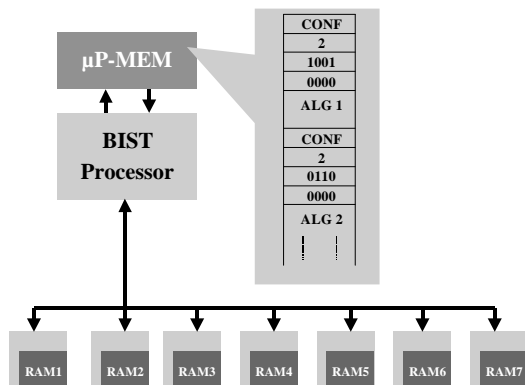 µP-MEM
BIST
Processor
CONF
2
1001
0000
ALG 1
CONF
2
0110
0000
ALG 2
RAM1 RAM2 RAM3 RAM4 RAM5 RAM6 RAM7